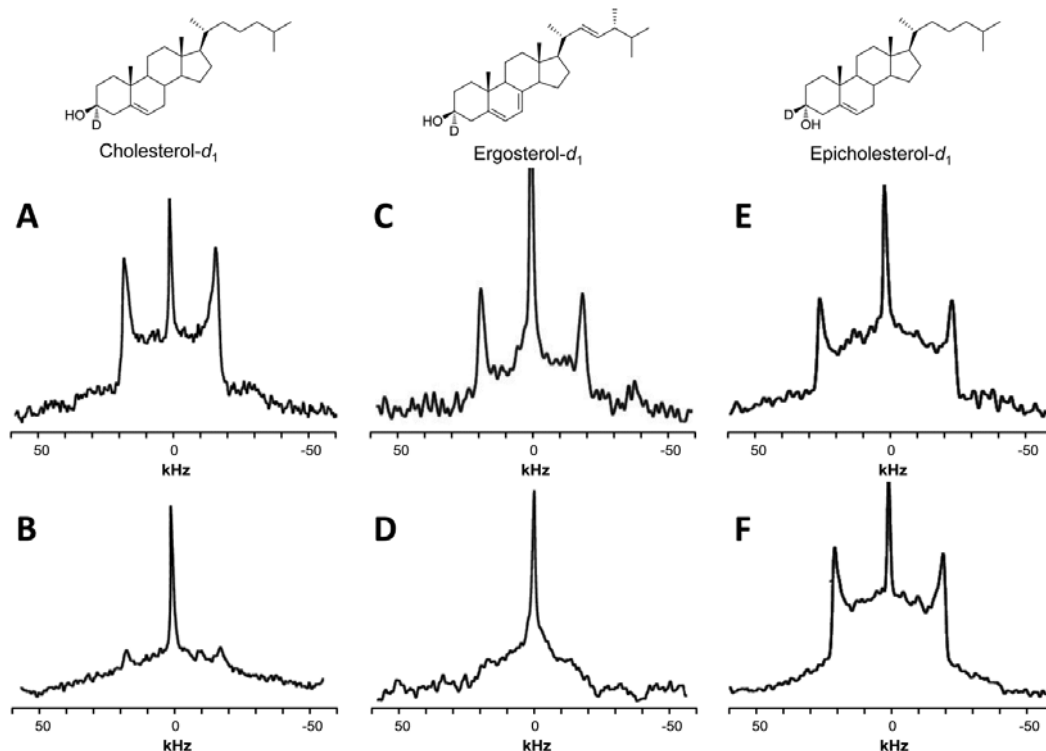 HO
D
Cholesterol-d1
HO
D
Ergosterol-d1
D
OH
Epicholesterol-d1
A
C
E
50 0 -50
kHz
50 0 -50
kHz
50 0 -50
kHz
B
D
F
50 0 -50
kHz
50 0 -50
kHz
50 0 -50
kHz